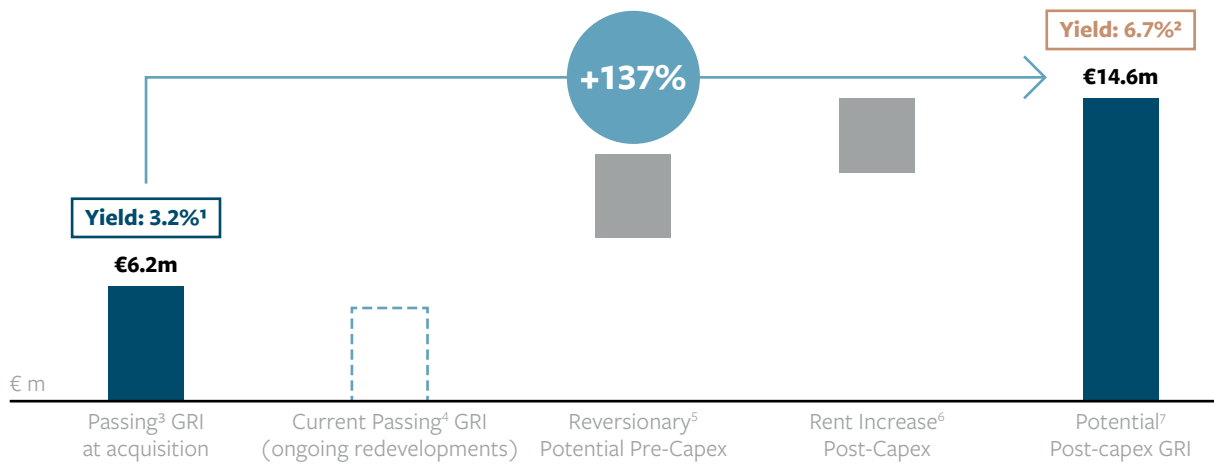 Yield: 6.7%²
€14.6m
+137%
Yield: 3.2%¹
€6.2m
€ m
Passing³ GRI
at acquisition
Current Passing⁴ GRI
(ongoing redevelopments)
Reversionary⁵
Potential Pre-Capex
Rent Increase⁶
Post-Capex
Potential⁷
Post-capex GRI